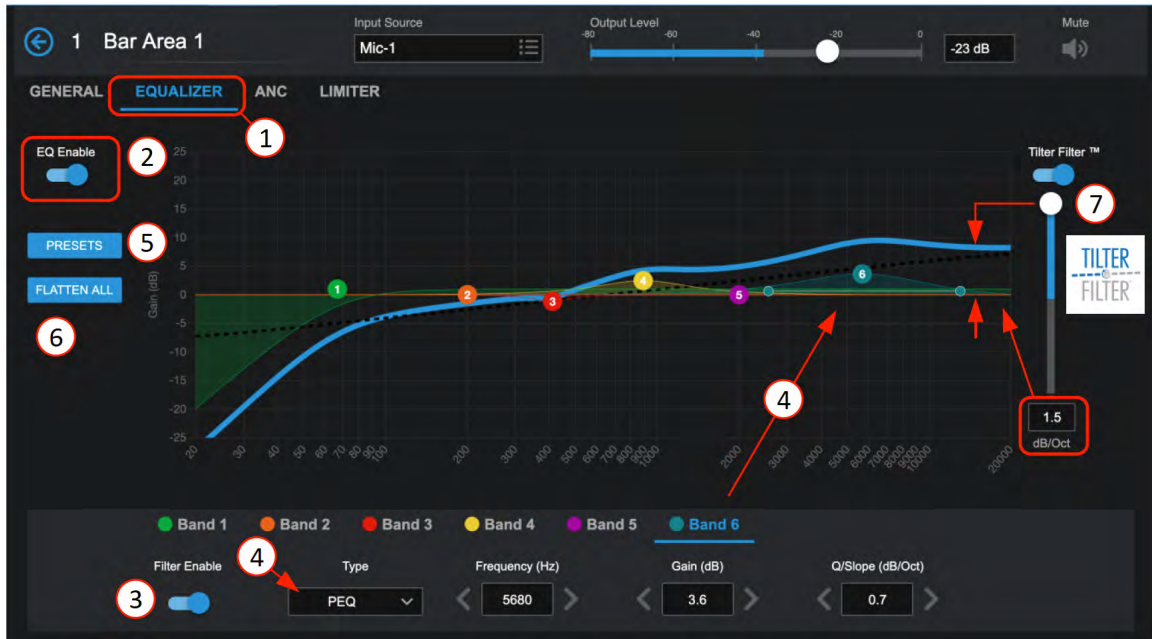 1 Bar Area 1
Input Source
Mic-1
Output Level
-80 -60 -40 -20 0
-23 dB
Mute
GENERAL EQUALIZER ANC LIMITER
1
EQ Enable
2
Tilter Filter ™
7
PRESETS
5
FLATTEN ALL
6
TILTER
FILTER
Gain (dB)
25
20
15
10
5
0
-5
-10
-15
-20
-25
1
2
3
4
5
6
4
1.5
dB/Oct
20 30 40 50 60 70 80 90 100 200 300 400 500 600 700 800 900 1000 2000 3000 4000 5000 6000 7000 8000 9000 10000 20000
Band 1 Band 2 Band 3 Band 4 Band 5 Band 6
Filter Enable
4
Type
Frequency (Hz)
Gain (dB)
Q/Slope (dB/Oct)
3
PEQ
5680
3.6
0.7